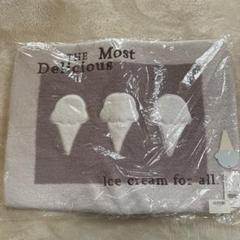 THE Most
Delicious
Ice cream for all.